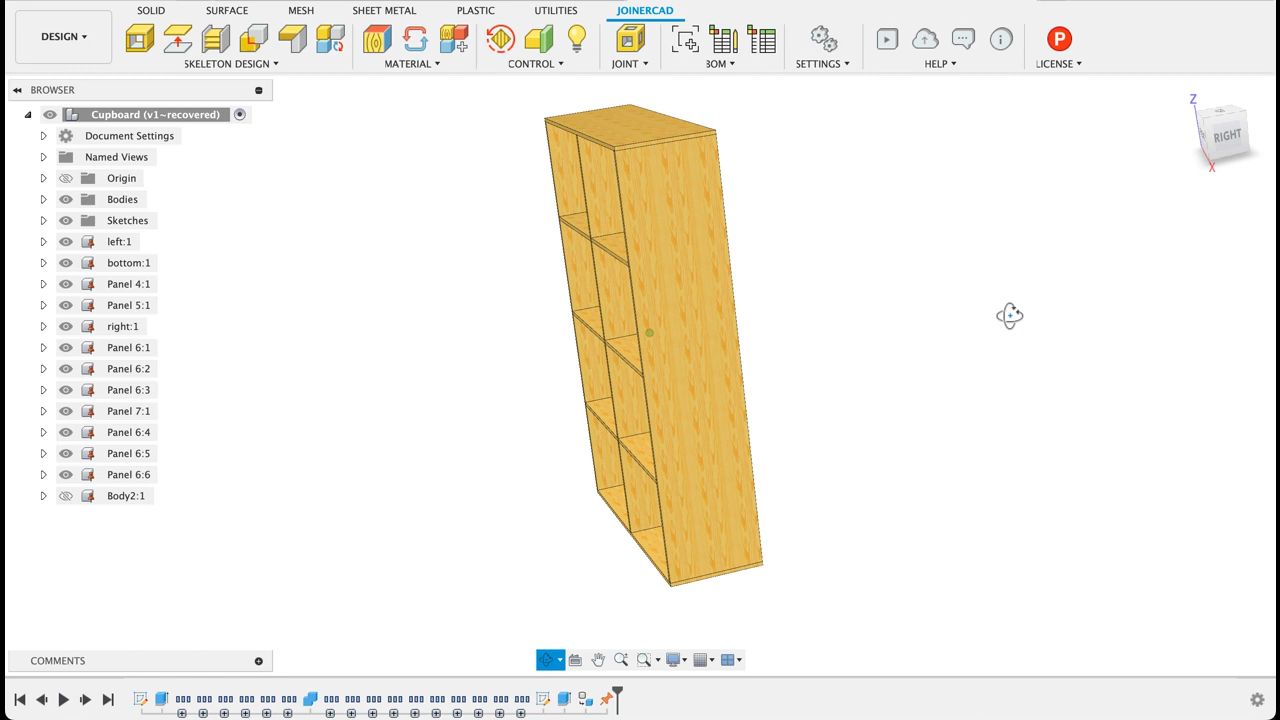 SOLID SURFACE MESH SHEET METAL PLASTIC UTILITIES JOINERCAD
DESIGN
SKELETON DESIGN MATERIAL CONTROL JOINT BOM SETTINGS HELP LICENSE
P
BROWSER
Cupboard (v1~recovered)
Document Settings
Named Views
Origin
Bodies
Sketches
left:1
bottom:1
Panel 4:1
Panel 5:1
right:1
Panel 6:1
Panel 6:2
Panel 6:3
Panel 7:1
Panel 6:4
Panel 6:5
Panel 6:6
Body2:1
Z
RIGHT
X
COMMENTS